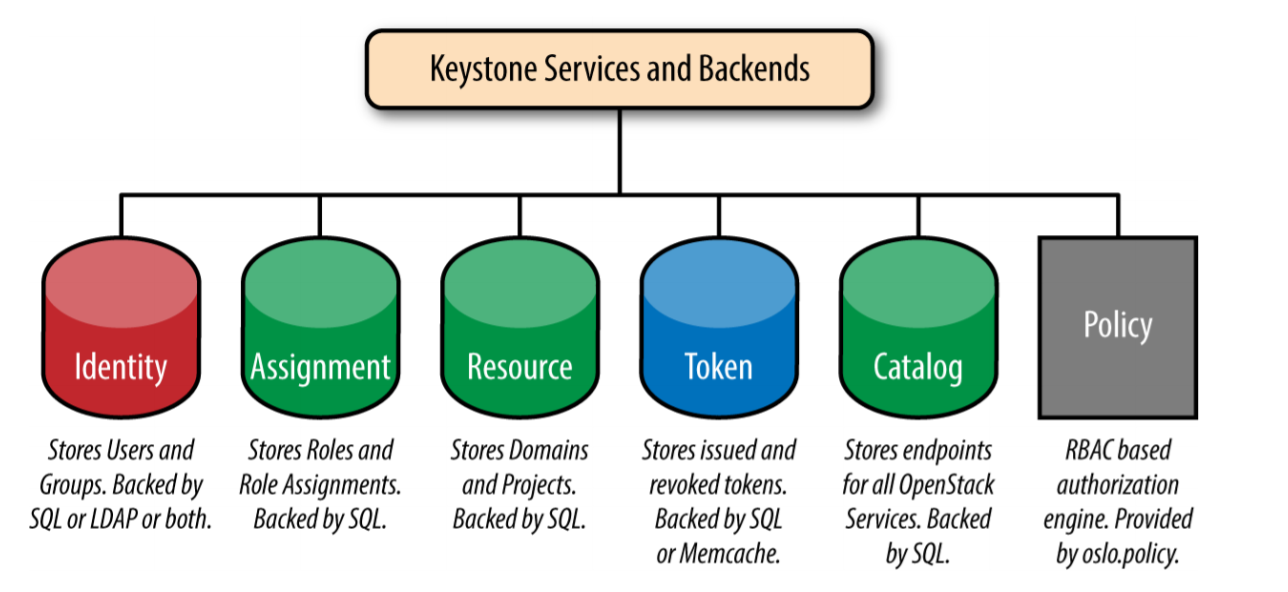 Keystone Services and Backends
Identity
Stores Users and
Groups. Backed by
SQL or LDAP or both.
Assignment
Stores Roles and
Role Assignments.
Backed by SQL.
Resource
Stores Domains
and Projects.
Backed by SQL.
Token
Stores issued and
revoked tokens.
Backed by SQL
or Memcache.
Catalog
Stores endpoints
for all OpenStack
Services. Backed
by SQL.
Policy
RBAC based
authorization
engine. Provided
by oslo.policy.